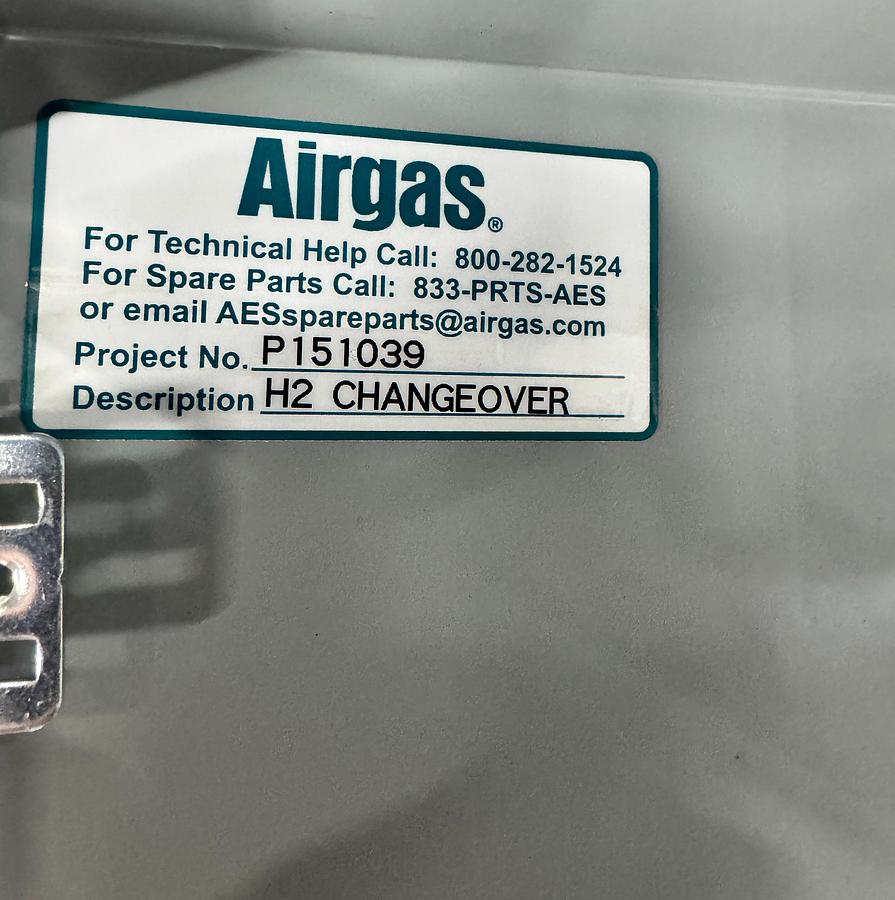 Airgas®
For Technical Help Call: 800-282-1524
For Spare Parts Call: 833-PRTS-AES
or email AESspareparts@airgas.com
Project No. P151039
Description H2 CHANGEOVER